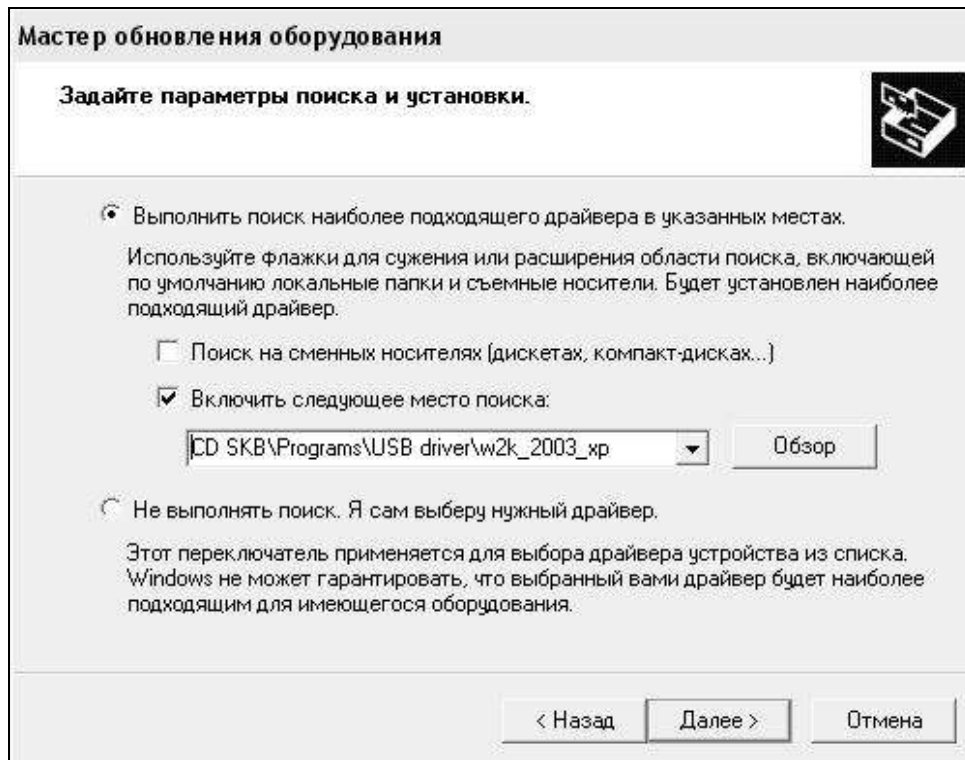 Мастер обновления оборудования
Задайте параметры поиска и установки.
Выполнить поиск наиболее подходящего драйвера в указанных местах.
Используйте флажки для сужения или расширения области поиска, включающей
по умолчанию локальные папки и съемные носители. Будет установлен наиболее
подходящий драйвер.
Поиск на сменных носителях (дискетах, компакт-дисках...)
Включить следующее место поиска:
CD SKB\Programs\USB driver\w2k_2003_xp
Обзор
Не выполнять поиск. Я сам выберу нужный драйвер.
Этот переключатель применяется для выбора драйвера устройства из списка.
Windows не может гарантировать, что выбранный вами драйвер будет наиболее
подходящим для имеющегося оборудования.
< Назад Далее > Отмена